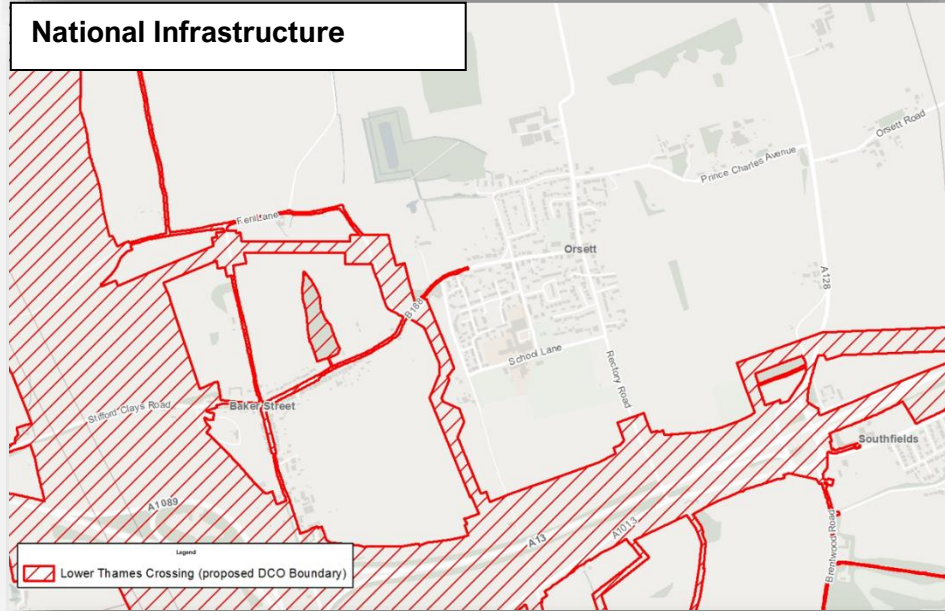 National Infrastructure
Orsett Road
Prince Charles Avenue
Fen Lane
Orsett
A128
B188
School Lane
Rectory Road
Stifford Clays Road
Baker Street
Southfields
A1089
A1013
A13
Brentwood Road
Legend
Lower Thames Crossing (proposed DCO Boundary)